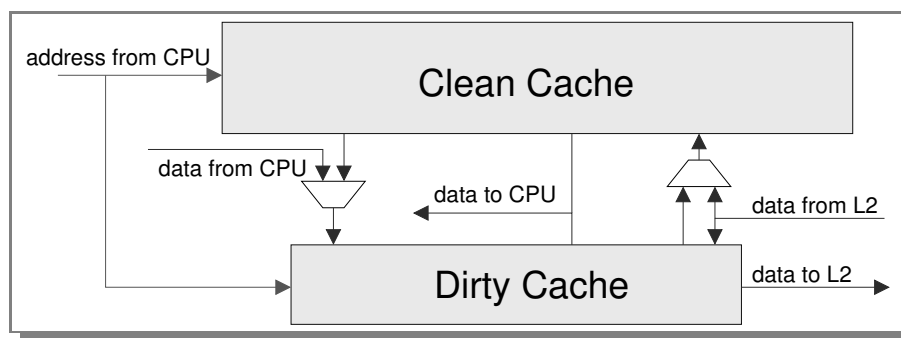 address from CPU
Clean Cache
data from CPU
data to CPU
data from L2
Dirty Cache
data to L2